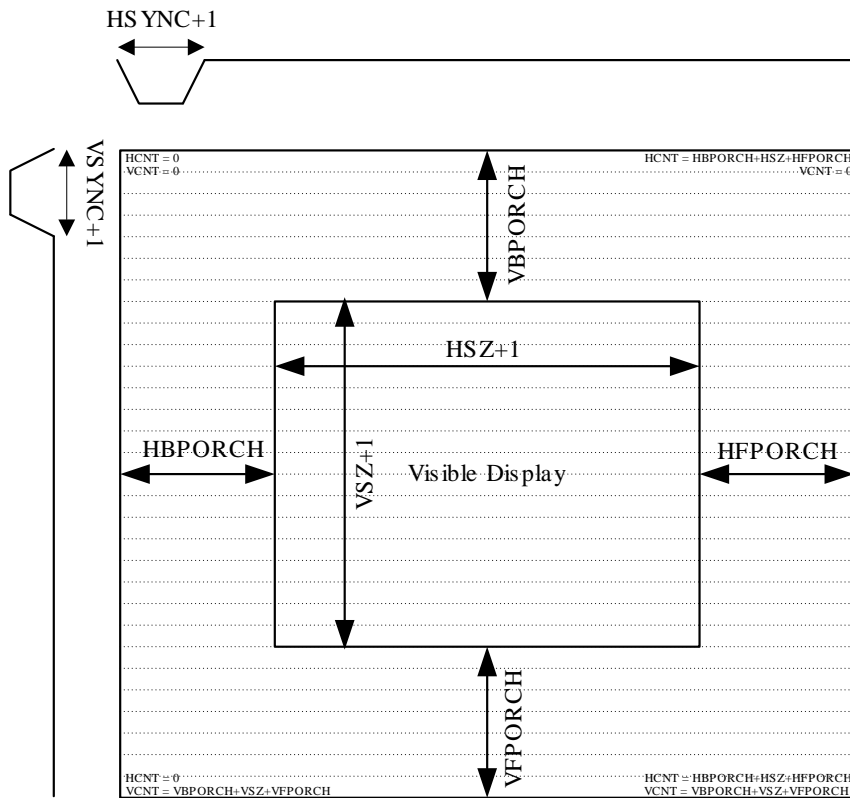 HSYNC+1
VSYNC+1
HCNT = 0
VCNT = 0
HCNT = HBPORCH+HSZ+HFPORCH
VCNT = 0
VBPORCH
HSZ+1
VSZ+1
HBPORCH
Visible Display
HFPORCH
VFPORCH
HCNT = 0
VCNT = VBPORCH+VSZ+VFPORCH
HCNT = HBPORCH+HSZ+HFPORCH
VCNT = VBPORCH+VSZ+VFPORCH